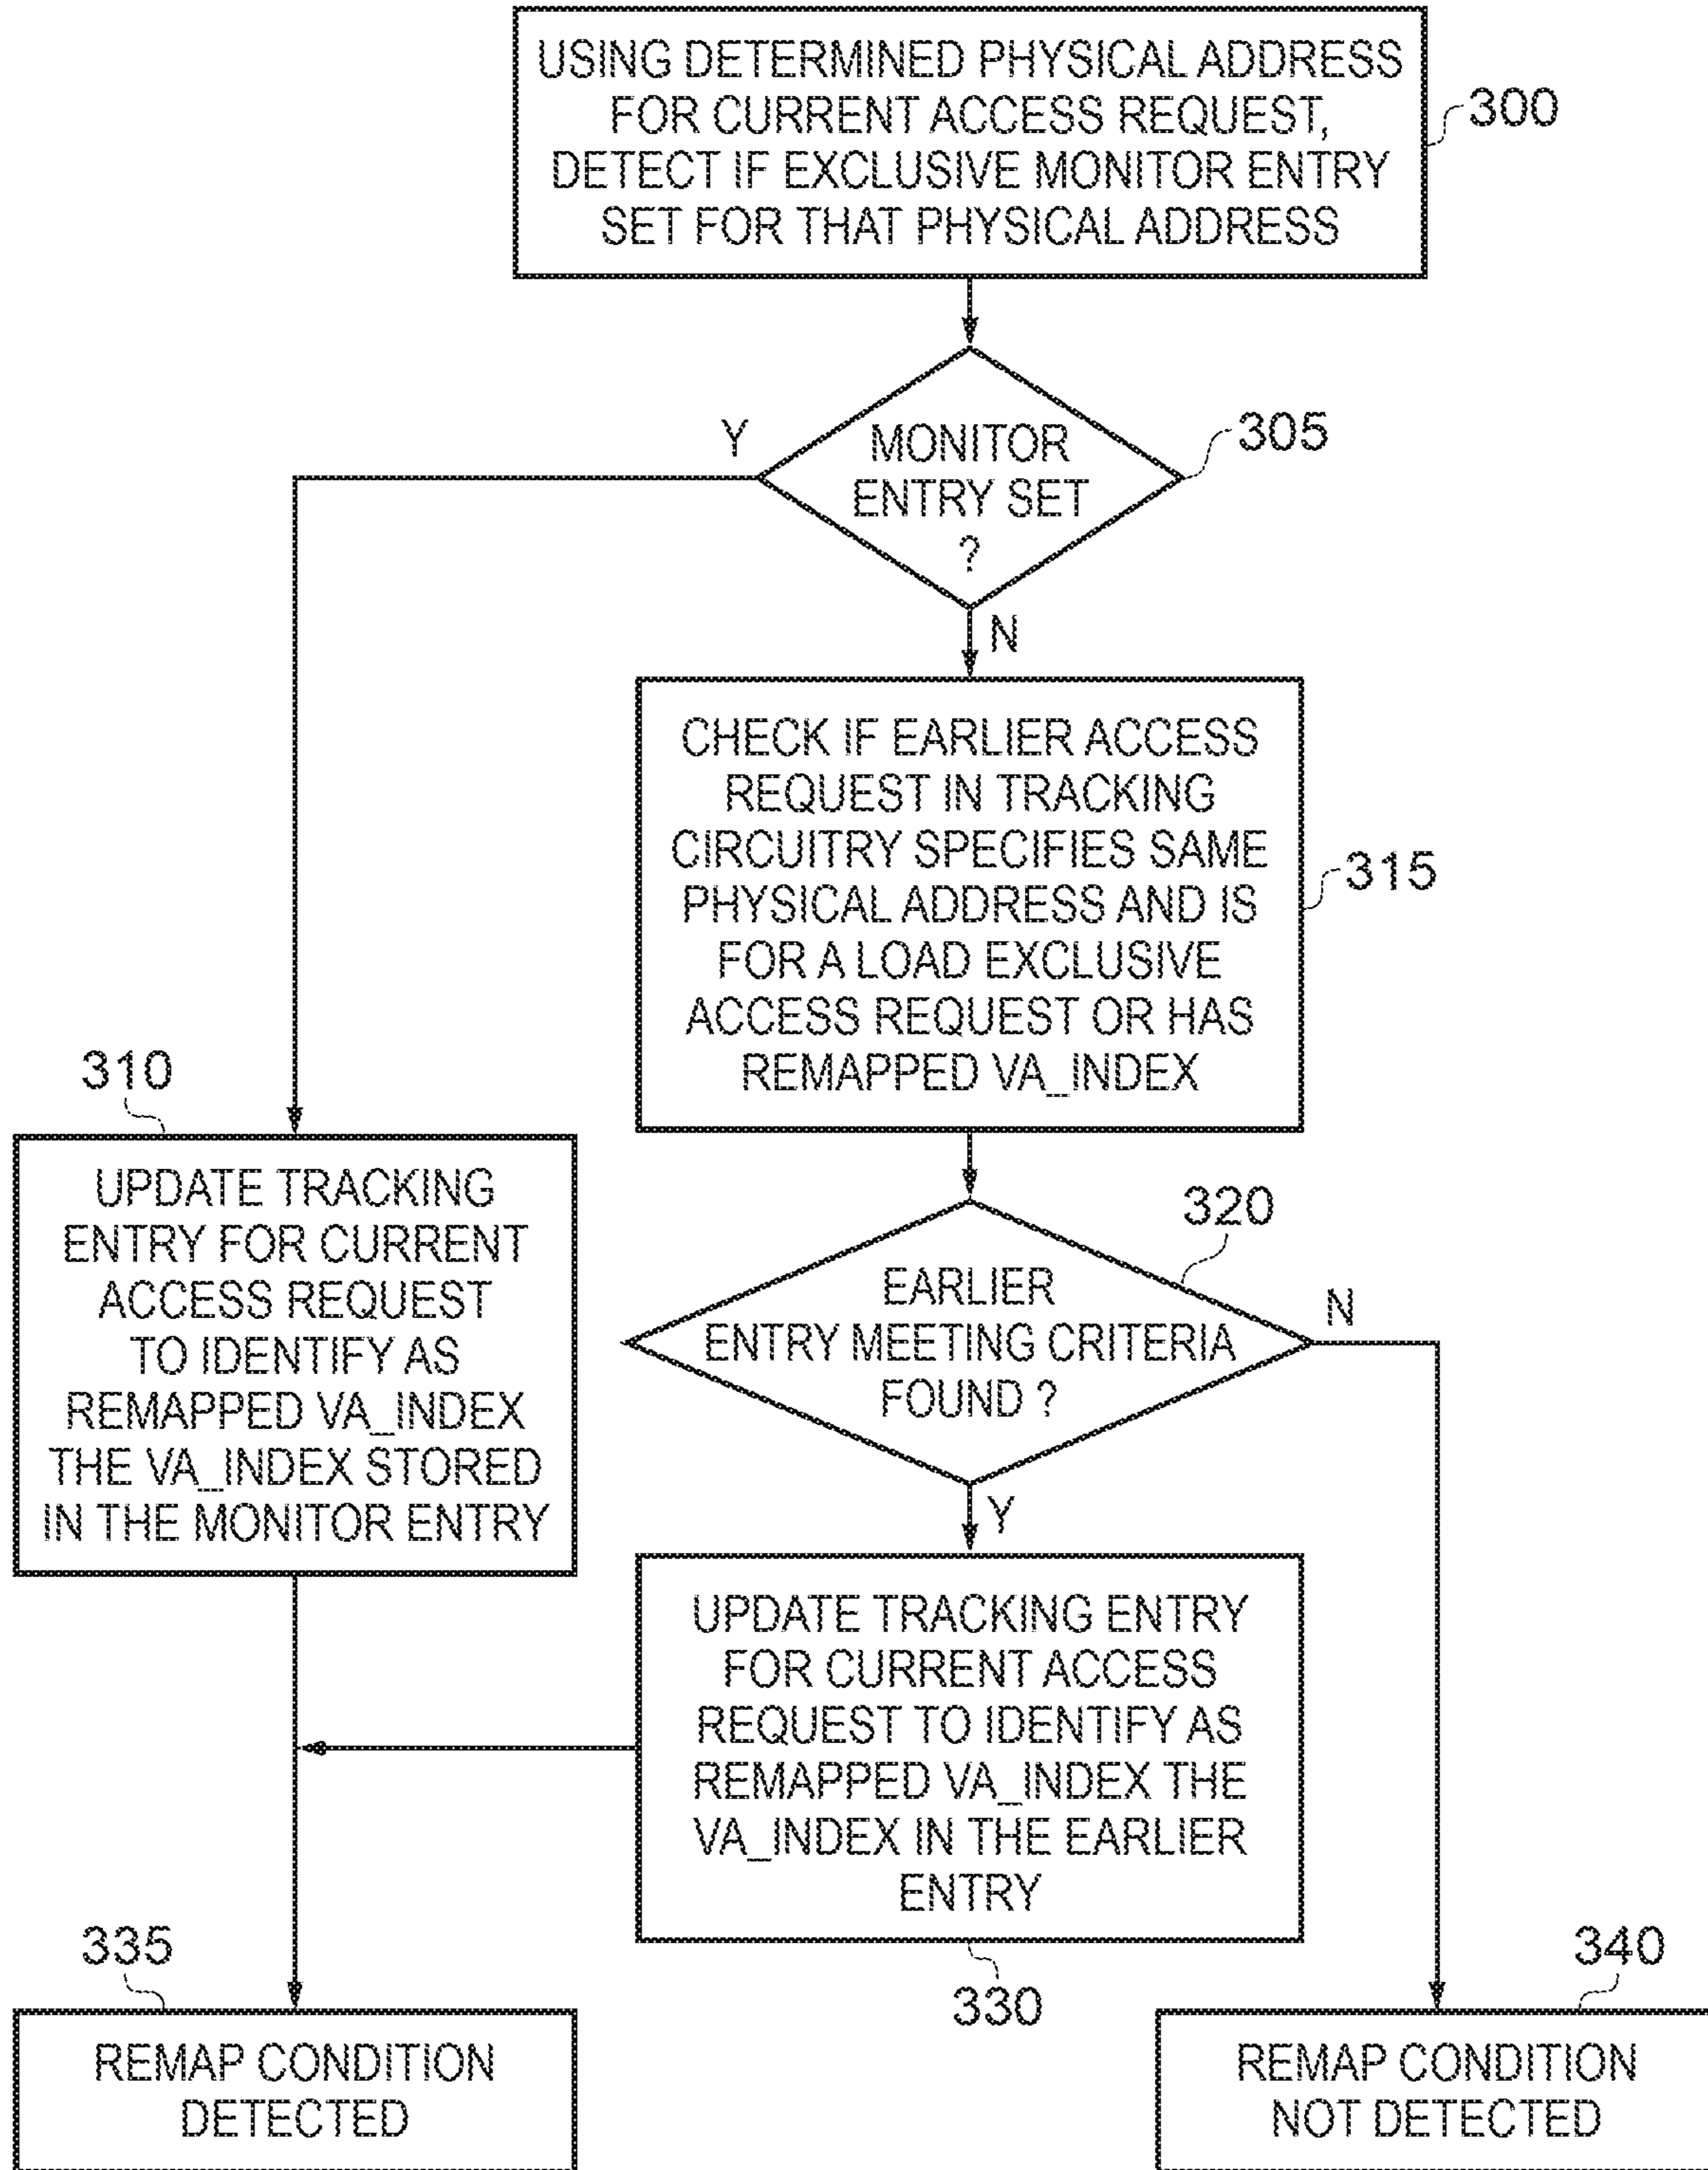 USING DETERMINED PHYSICAL ADDRESS
FOR CURRENT ACCESS REQUEST,
DETECT IF EXCLUSIVE MONITOR ENTRY
SET FOR THAT PHYSICAL ADDRESS
300
MONITOR
ENTRY SET
?
305
Y
N
CHECK IF EARLIER ACCESS
REQUEST IN TRACKING
CIRCUITRY SPECIFIES SAME
PHYSICAL ADDRESS AND IS
FOR A LOAD EXCLUSIVE
ACCESS REQUEST OR HAS
REMAPPED VA_INDEX
315
310
UPDATE TRACKING
ENTRY FOR CURRENT
ACCESS REQUEST
TO IDENTIFY AS
REMAPPED VA_INDEX
THE VA_INDEX STORED
IN THE MONITOR ENTRY
320
EARLIER
ENTRY MEETING CRITERIA
FOUND ?
N
Y
UPDATE TRACKING ENTRY
FOR CURRENT ACCESS
REQUEST TO IDENTIFY AS
REMAPPED VA_INDEX THE
VA_INDEX IN THE EARLIER
ENTRY
330
335
REMAP CONDITION
DETECTED
340
REMAP CONDITION
NOT DETECTED